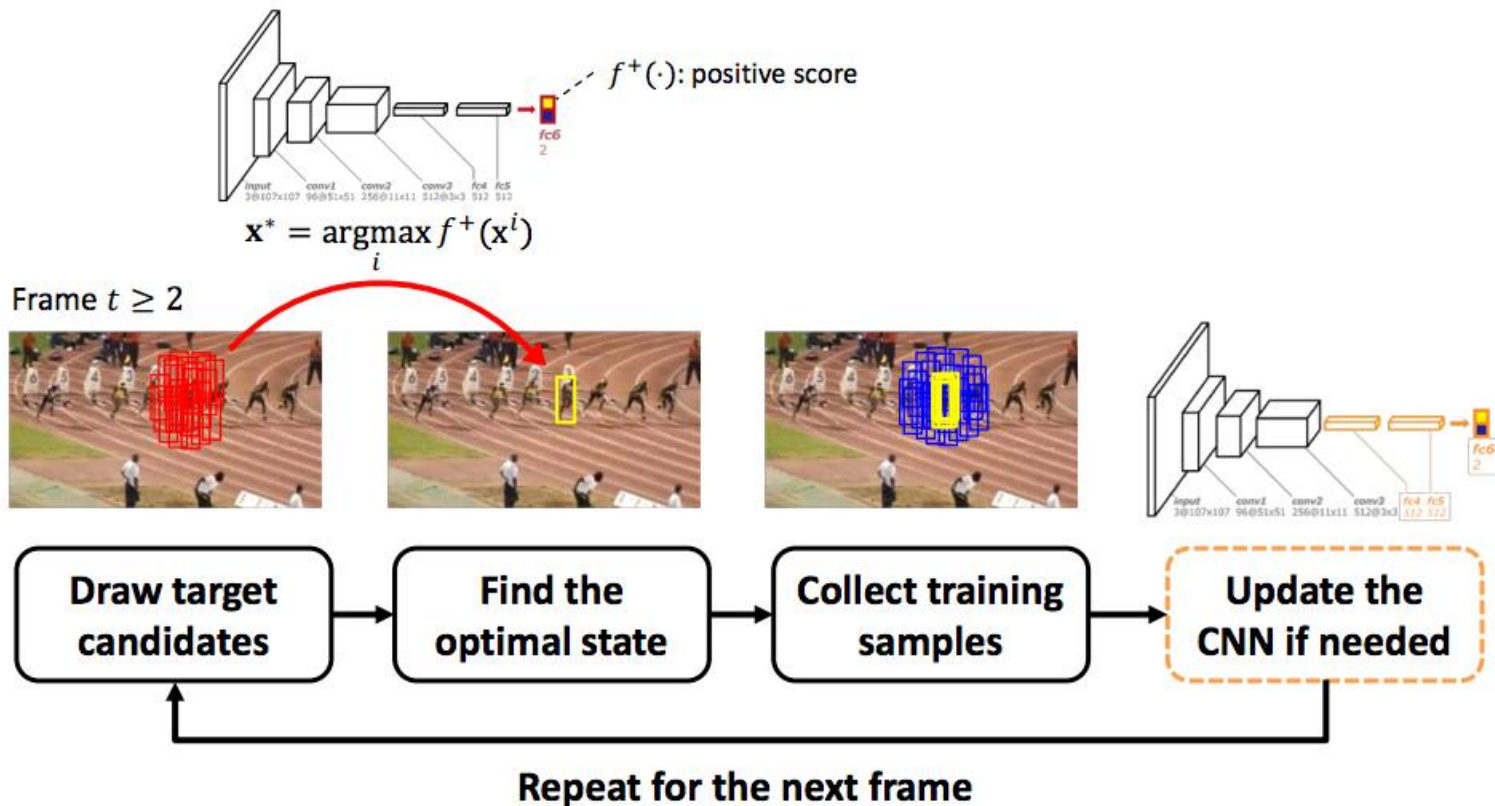 f⁺(·): positive score
fc6
2
input conv1 conv2 conv3 fc4 fc5
3@107x107 96@51x51 256@11x11 512@3x3 512 512
x* = argmax f⁺(xⁱ)
i
Frame t ≥ 2
fc6
2
input conv1 conv2 conv3 fc4 fc5
3@107x107 96@51x51 256@11x11 512@3x3 512 512
Draw target
candidates
Find the
optimal state
Collect training
samples
Update the
CNN if needed
Repeat for the next frame